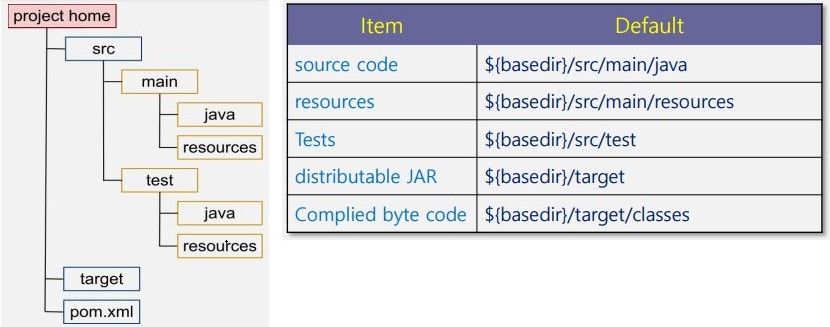 project home
src
main
java
resources
test
java
resources
target
pom.xml
Item Default
source code ${basedir}/src/main/java
resources ${basedir}/src/main/resources
Tests ${basedir}/src/test
distributable JAR ${basedir}/target
Complied byte code ${basedir}/target/classes